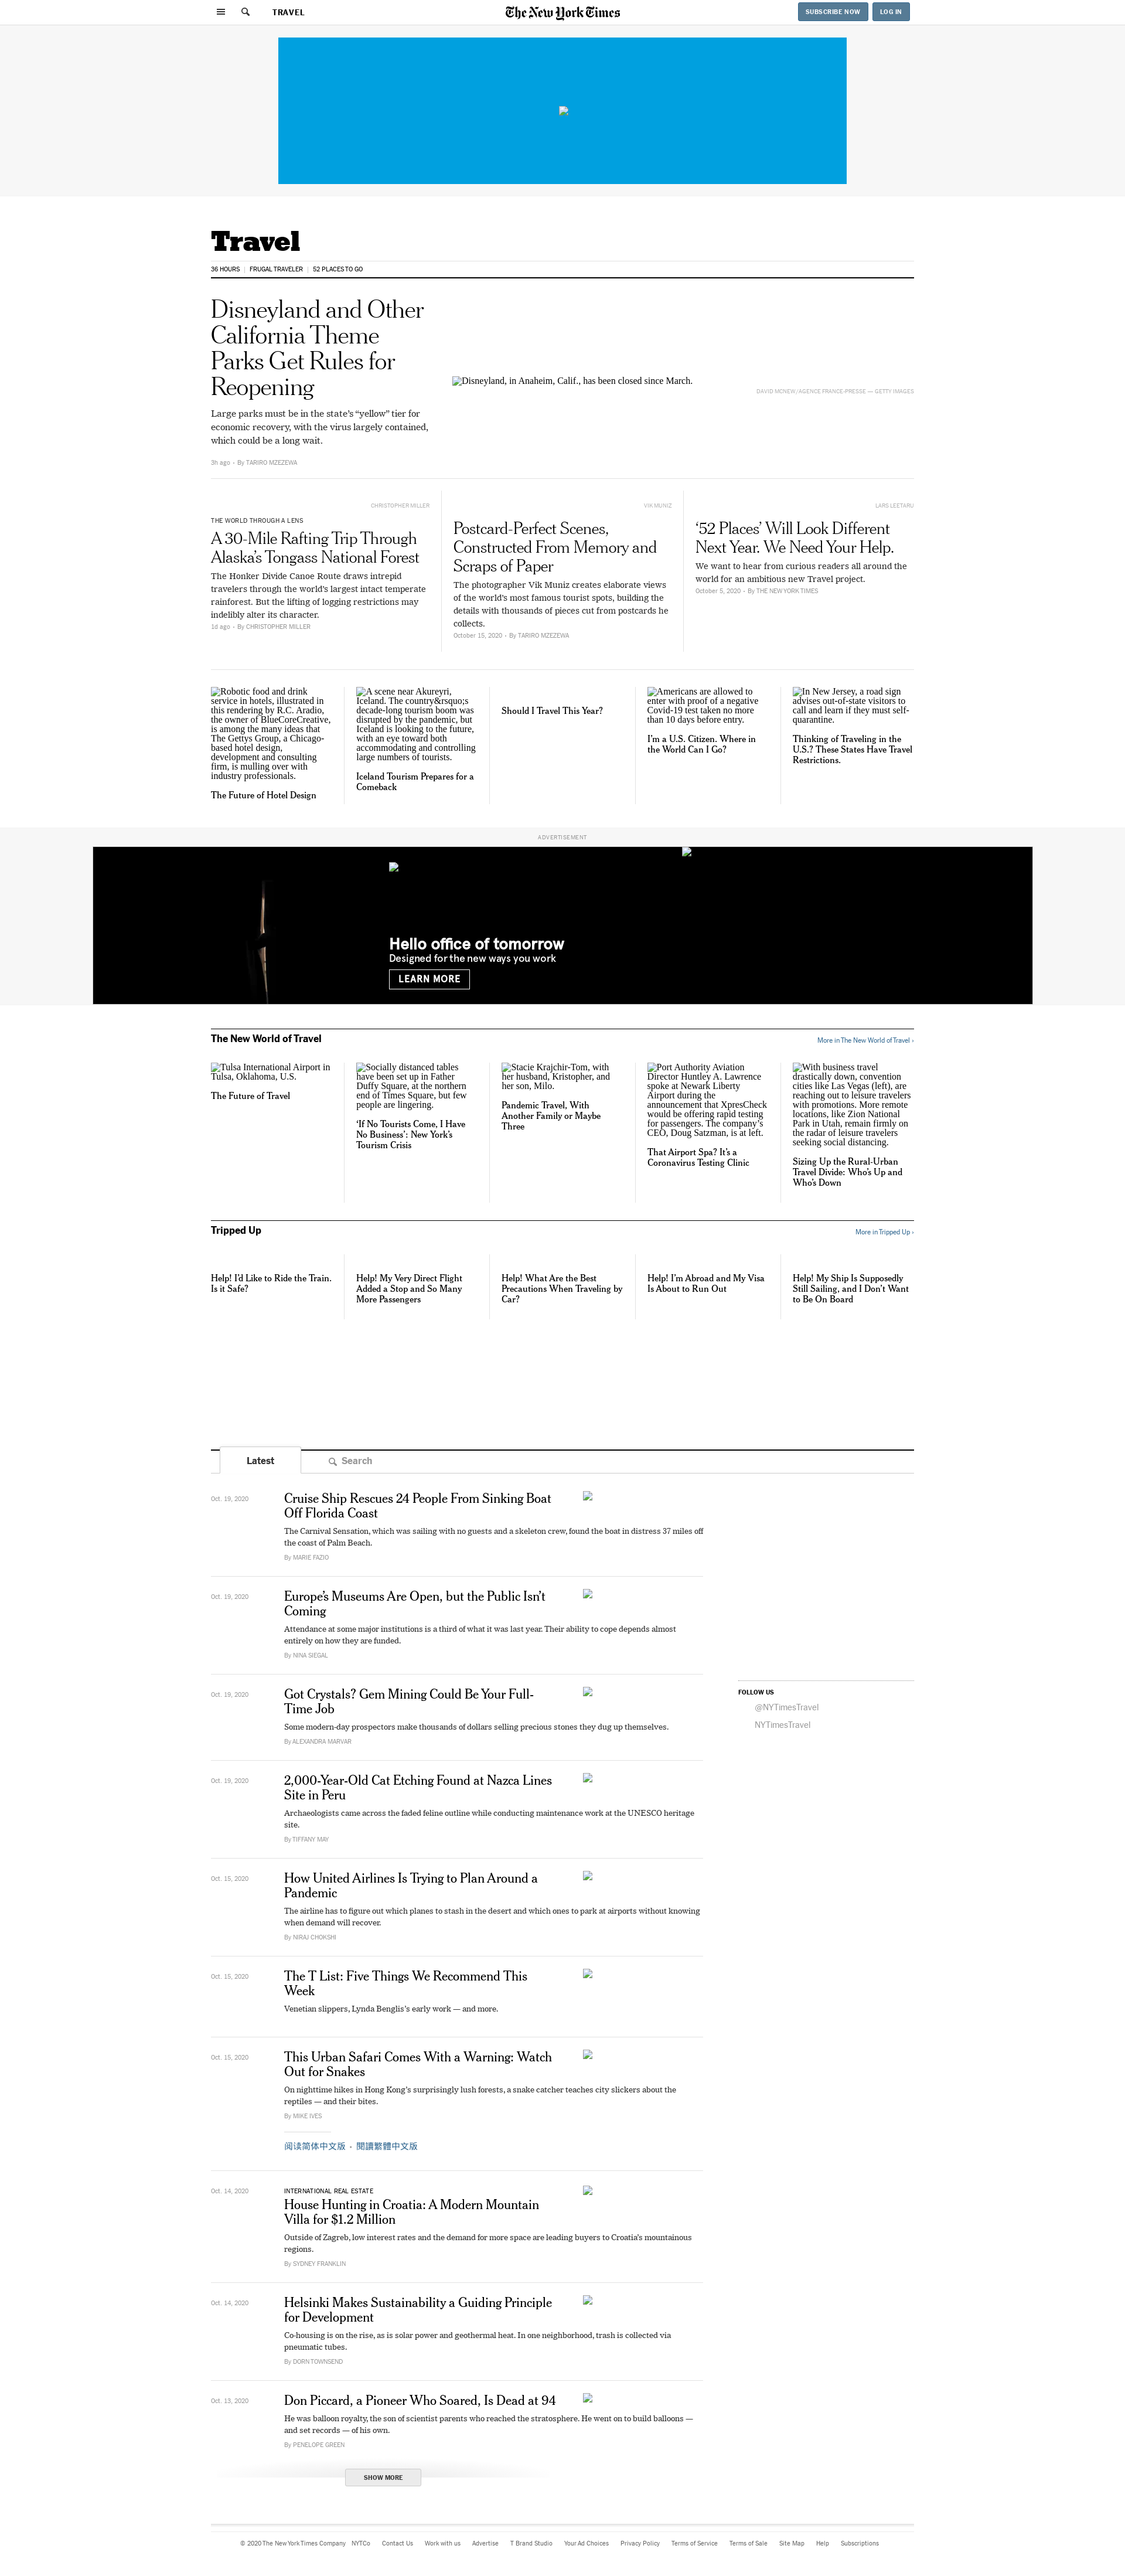 TRAVEL
The New York Times
SUBSCRIBE NOW
LOG IN
Travel
36 HOURS
FRUGAL TRAVELER
52 PLACES TO GO
Disneyland and Other
California Theme
Parks Get Rules for
Reopening
Large parks must be in the state’s “yellow” tier for
economic recovery, with the virus largely contained,
which could be a long wait.
3h ago - By TARIRO MZEZEWA
Disneyland, in Anaheim, Calif., has been closed since March.
DAVID MCNEW/AGENCE FRANCE-PRESSE — GETTY IMAGES
CHRISTOPHER MILLER
THE WORLD THROUGH A LENS
A 30-Mile Rafting Trip Through
Alaska’s Tongass National Forest
The Honker Divide Canoe Route draws intrepid
travelers through the world’s largest intact temperate
rainforest. But the lifting of logging restrictions may
indelibly alter its character.
1d ago - By CHRISTOPHER MILLER
VIK MUNIZ
Postcard-Perfect Scenes,
Constructed From Memory and
Scraps of Paper
The photographer Vik Muniz creates elaborate views
of the world’s most famous tourist spots, building the
details with thousands of pieces cut from postcards he
collects.
October 15, 2020 - By TARIRO MZEZEWA
LARS LEETARU
‘52 Places’ Will Look Different
Next Year. We Need Your Help.
We want to hear from curious readers all around the
world for an ambitious new Travel project.
October 5, 2020 - By THE NEW YORK TIMES
Robotic food and drink
service in hotels, illustrated in
this rendering by R.C. Aradio,
the owner of BlueCoreCreative,
is among the many ideas that
The Gettys Group, a Chicago-
based hotel design,
development and consulting
firm, is mulling over with
industry professionals.
The Future of Hotel Design
A scene near Akureyri,
Iceland. The country&rsquo;s
decade-long tourism boom was
disrupted by the pandemic, but
Iceland is looking to the future,
with an eye toward both
accommodating and controlling
large numbers of tourists.
Iceland Tourism Prepares for a
Comeback
Should I Travel This Year?
Americans are allowed to
enter with proof of a negative
Covid-19 test taken no more
than 10 days before entry.
I’m a U.S. Citizen. Where in
the World Can I Go?
In New Jersey, a road sign
advises out-of-state visitors to
call and learn if they must self-
quarantine.
Thinking of Traveling in the
U.S.? These States Have Travel
Restrictions.
ADVERTISEMENT
Hello office of tomorrow
Designed for the new ways you work
LEARN MORE
The New World of Travel
More in The New World of Travel ›
Tulsa International Airport in
Tulsa, Oklahoma, U.S.
The Future of Travel
Socially distanced tables
have been set up in Father
Duffy Square, at the northern
end of Times Square, but few
people are lingering.
‘If No Tourists Come, I Have
No Business’: New York’s
Tourism Crisis
Stacie Krajchir-Tom, with
her husband, Kristopher, and
her son, Milo.
Pandemic Travel, With
Another Family or Maybe
Three
Port Authority Aviation
Director Huntley A. Lawrence
spoke at Newark Liberty
Airport during the
announcement that XpresCheck
would be offering rapid testing
for passengers. The company’s
CEO, Doug Satzman, is at left.
That Airport Spa? It’s a
Coronavirus Testing Clinic
With business travel
drastically down, convention
cities like Las Vegas (left), are
reaching out to leisure travelers
with promotions. More remote
locations, like Zion National
Park in Utah, remain firmly on
the radar of leisure travelers
seeking social distancing.
Sizing Up the Rural-Urban
Travel Divide: Who’s Up and
Who’s Down
Tripped Up
More in Tripped Up ›
Help! I’d Like to Ride the Train.
Is it Safe?
Help! My Very Direct Flight
Added a Stop and So Many
More Passengers
Help! What Are the Best
Precautions When Traveling by
Car?
Help! I’m Abroad and My Visa
Is About to Run Out
Help! My Ship Is Supposedly
Still Sailing, and I Don’t Want
to Be On Board
Latest
Search
Oct. 19, 2020
Cruise Ship Rescues 24 People From Sinking Boat
Off Florida Coast
The Carnival Sensation, which was sailing with no guests and a skeleton crew, found the boat in distress 37 miles off
the coast of Palm Beach.
By MARIE FAZIO
Oct. 19, 2020
Europe’s Museums Are Open, but the Public Isn’t
Coming
Attendance at some major institutions is a third of what it was last year. Their ability to cope depends almost
entirely on how they are funded.
By NINA SIEGAL
Oct. 19, 2020
Got Crystals? Gem Mining Could Be Your Full-
Time Job
Some modern-day prospectors make thousands of dollars selling precious stones they dug up themselves.
By ALEXANDRA MARVAR
FOLLOW US
@NYTimesTravel
NYTimesTravel
Oct. 19, 2020
2,000-Year-Old Cat Etching Found at Nazca Lines
Site in Peru
Archaeologists came across the faded feline outline while conducting maintenance work at the UNESCO heritage
site.
By TIFFANY MAY
Oct. 15, 2020
How United Airlines Is Trying to Plan Around a
Pandemic
The airline has to figure out which planes to stash in the desert and which ones to park at airports without knowing
when demand will recover.
By NIRAJ CHOKSHI
Oct. 15, 2020
The T List: Five Things We Recommend This
Week
Venetian slippers, Lynda Benglis’s early work — and more.
Oct. 15, 2020
This Urban Safari Comes With a Warning: Watch
Out for Snakes
On nighttime hikes in Hong Kong’s surprisingly lush forests, a snake catcher teaches city slickers about the
reptiles — and their bites.
By MIKE IVES
阅读简体中文版 - 閱讀繁體中文版
Oct. 14, 2020
INTERNATIONAL REAL ESTATE
House Hunting in Croatia: A Modern Mountain
Villa for $1.2 Million
Outside of Zagreb, low interest rates and the demand for more space are leading buyers to Croatia’s mountainous
regions.
By SYDNEY FRANKLIN
Oct. 14, 2020
Helsinki Makes Sustainability a Guiding Principle
for Development
Co-housing is on the rise, as is solar power and geothermal heat. In one neighborhood, trash is collected via
pneumatic tubes.
By DORN TOWNSEND
Oct. 13, 2020
Don Piccard, a Pioneer Who Soared, Is Dead at 94
He was balloon royalty, the son of scientist parents who reached the stratosphere. He went on to build balloons —
and set records — of his own.
By PENELOPE GREEN
SHOW MORE
© 2020 The New York Times Company NYTCo Contact Us Work with us Advertise T Brand Studio Your Ad Choices Privacy Policy Terms of Service Terms of Sale Site Map Help Subscriptions